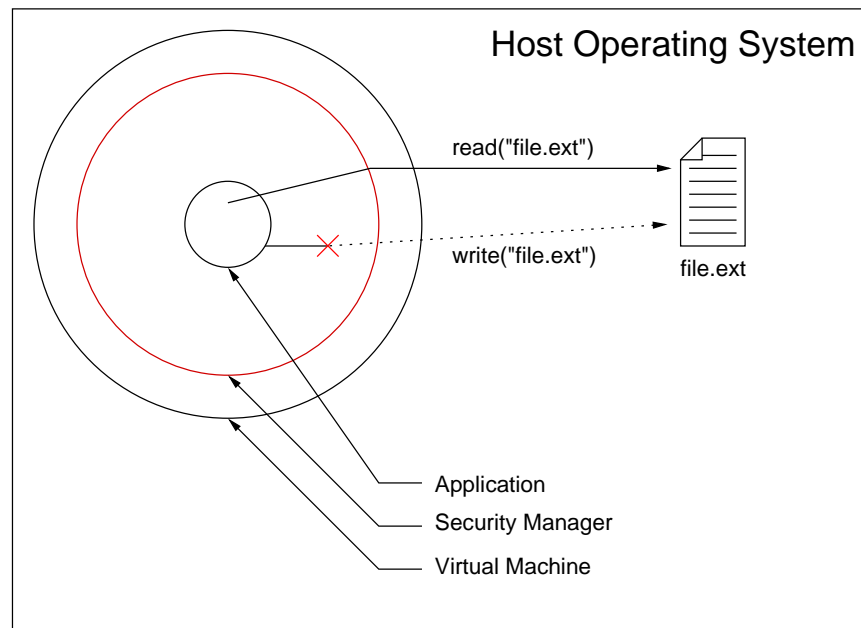 Host Operating System
read("file.ext")
write("file.ext")
file.ext
Application
Security Manager
Virtual Machine